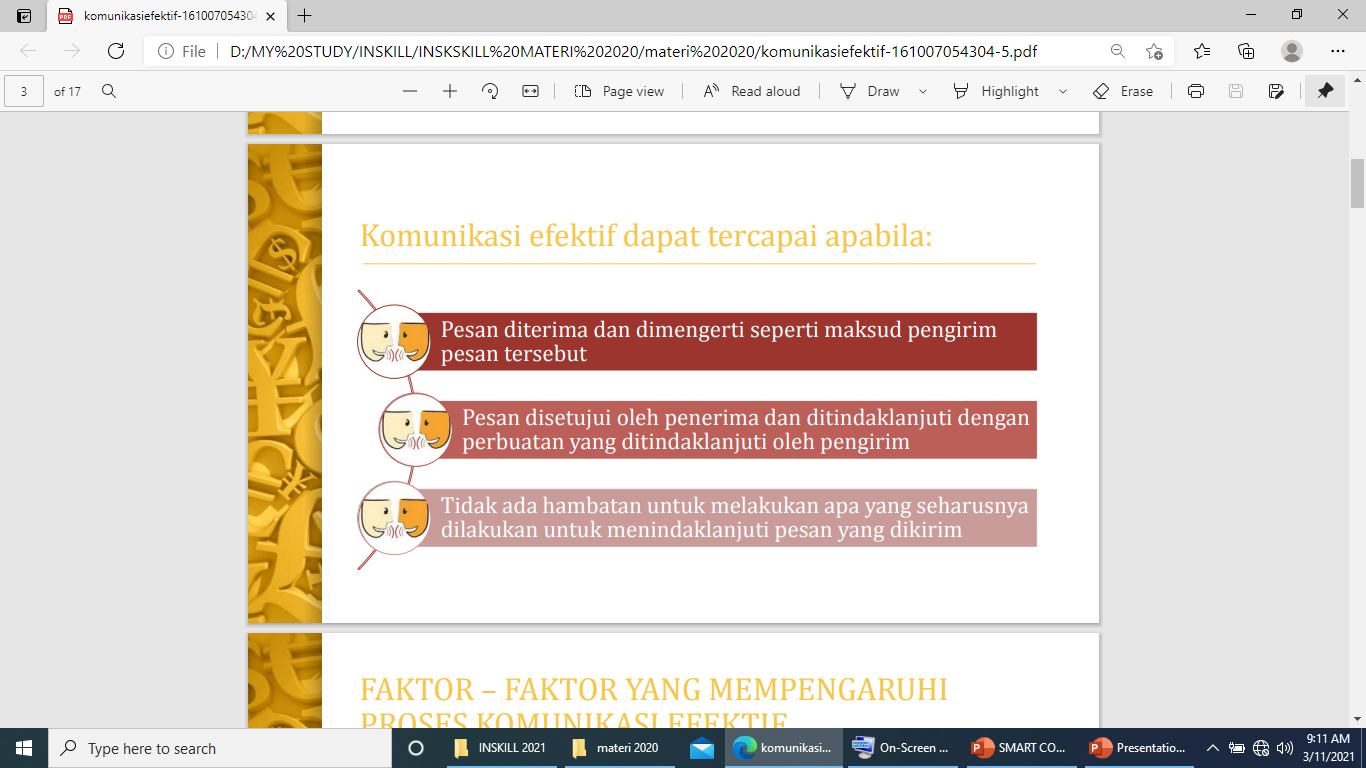 komunikasiefektif-161007054304
File
D:/MY%20STUDY/INSKILL/INSKSKILL%20MATERI%202020/materi%202020/komunikasiefektif-161007054304-5.pdf
3 of 17
Page view
Read aloud
Draw
Highlight
Erase
Komunikasi efektif dapat tercapai apabila:
Pesan diterima dan dimengerti seperti maksud pengirim
pesan tersebut
Pesan disetujui oleh penerima dan ditindaklanjuti dengan
perbuatan yang ditindaklanjuti oleh pengirim
Tidak ada hambatan untuk melakukan apa yang seharusnya
dilakukan untuk menindaklanjuti pesan yang dikirim
FAKTOR – FAKTOR YANG MEMPENGARUHI
PROSES KOMUNIKASI EFEKTIF
Type here to search
INSKILL 2021
materi 2020
komunikasi...
On-Screen ...
SMART CO...
Presentatio...
9:11 AM
3/11/2021